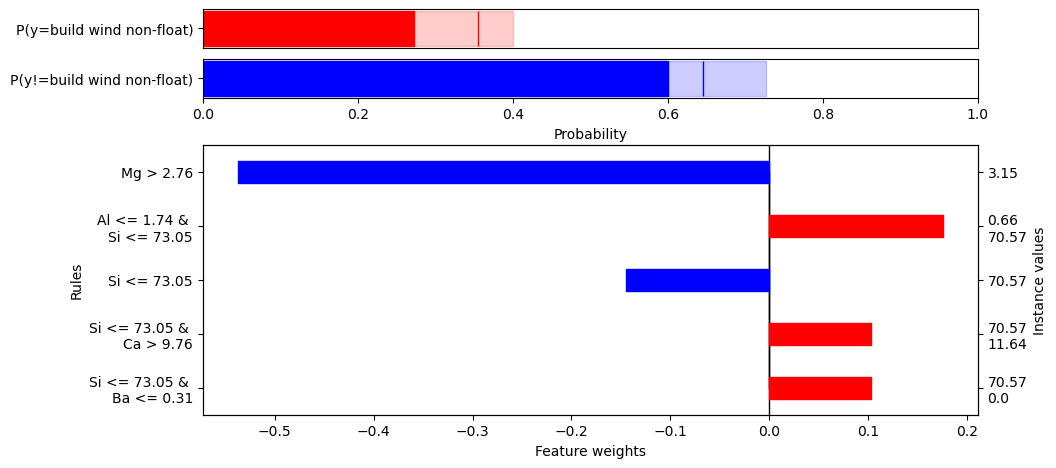 P(y=build wind non-float)
P(y!=build wind non-float)
0.0 0.2 0.4 0.6 0.8 1.0
Probability
Mg > 2.76
3.15
Al <= 1.74 &
Si <= 73.05
0.66
70.57
Si <= 73.05
70.57
Si <= 73.05 &
Ca > 9.76
70.57
11.64
Si <= 73.05 &
Ba <= 0.31
70.57
0.0
Rules
Instance values
−0.5 −0.4 −0.3 −0.2 −0.1 0.0 0.1 0.2
Feature weights